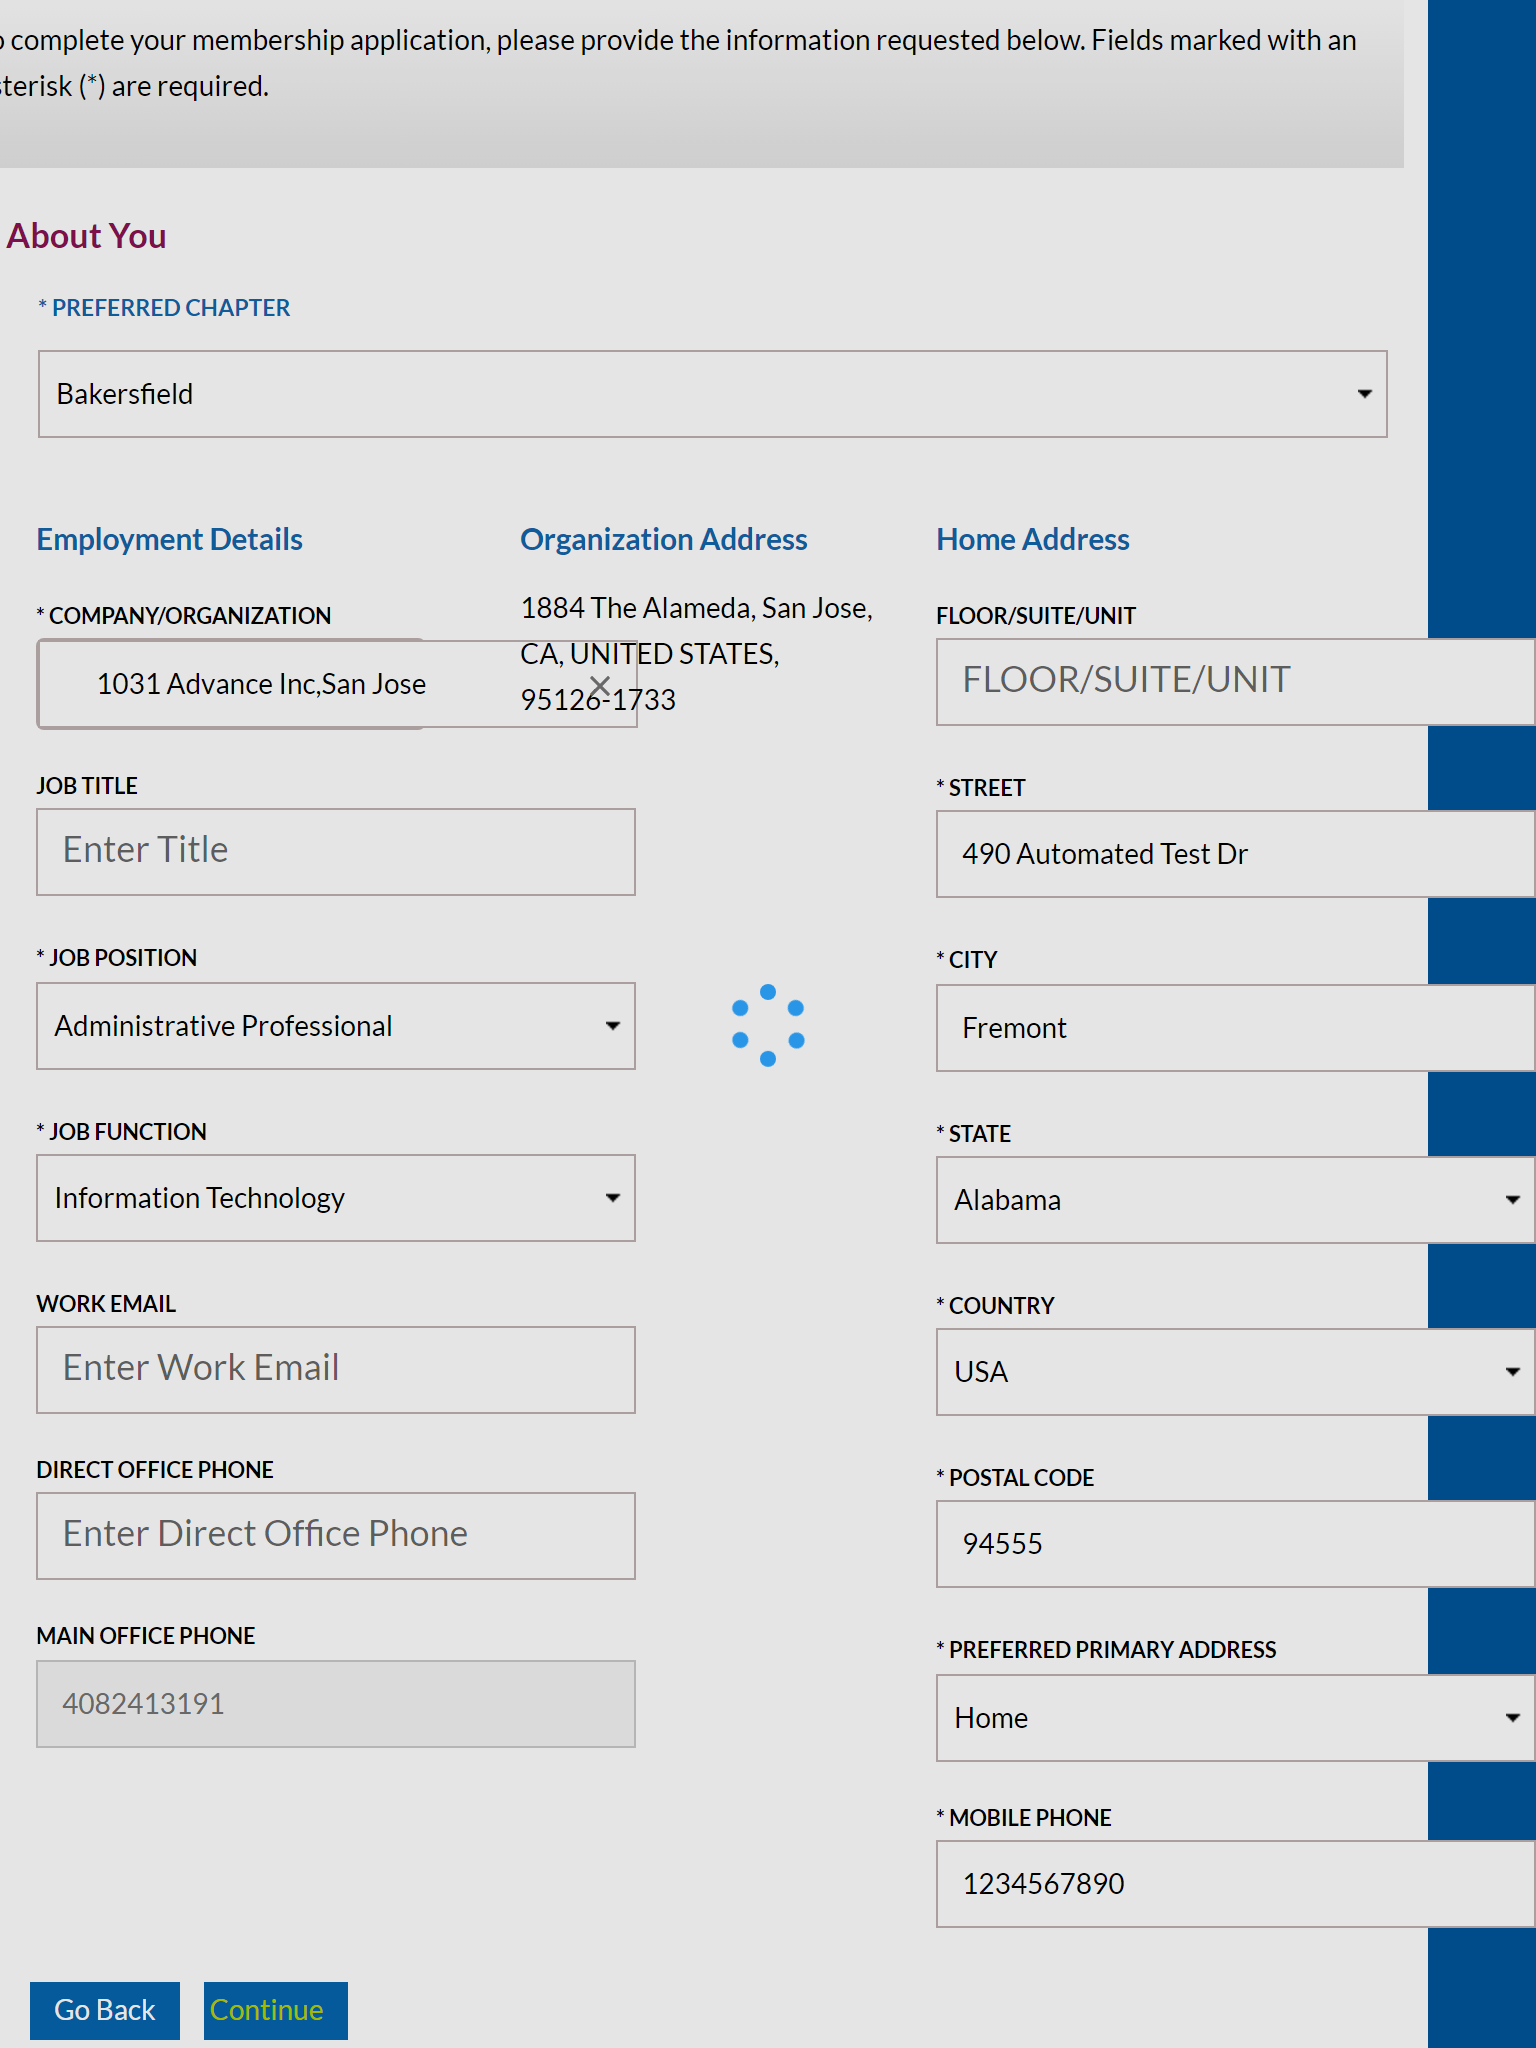 complete your membership application, please provide the information requested below. Fields marked with an
sterisk (*) are required.
About You
* PREFERRED CHAPTER
Bakersfield
Employment Details
* COMPANY/ORGANIZATION
1031 Advance Inc,San Jose
JOB TITLE
Enter Title
* JOB POSITION
Administrative Professional
* JOB FUNCTION
Information Technology
WORK EMAIL
Enter Work Email
DIRECT OFFICE PHONE
Enter Direct Office Phone
MAIN OFFICE PHONE
4082413191
Organization Address
1884 The Alameda, San Jose,
CA, UNITED STATES,
95126-1733
Home Address
FLOOR/SUITE/UNIT
FLOOR/SUITE/UNIT
* STREET
490 Automated Test Dr
* CITY
Fremont
* STATE
Alabama
* COUNTRY
USA
* POSTAL CODE
94555
* PREFERRED PRIMARY ADDRESS
Home
* MOBILE PHONE
1234567890
Go Back
Continue